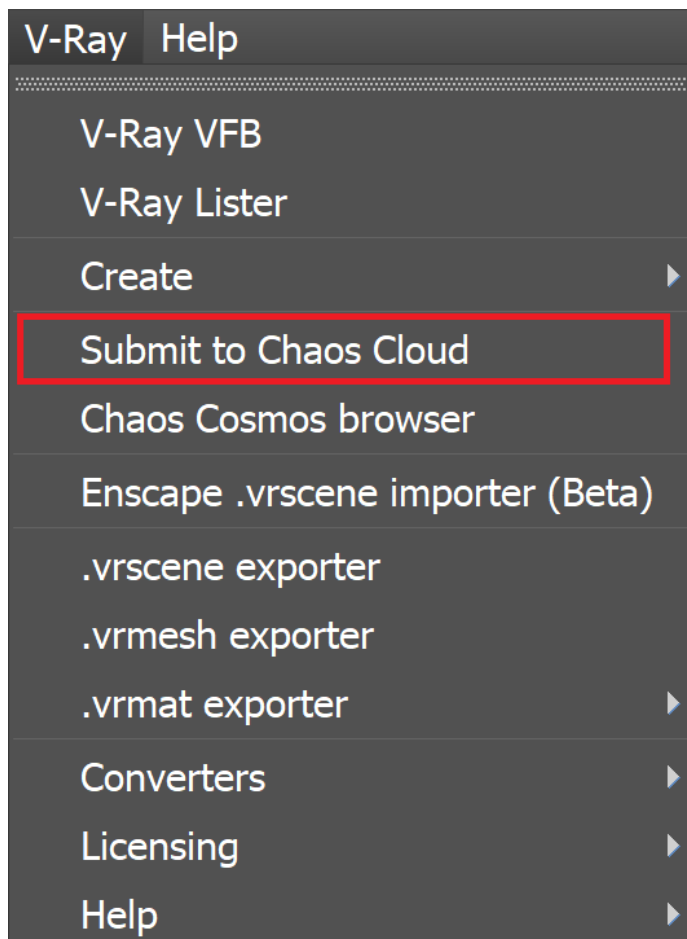 V-Ray Help
V-Ray VFB
V-Ray Lister
Create
Submit to Chaos Cloud
Chaos Cosmos browser
Enscape .vrscene importer (Beta)
.vrscene exporter
.vrmesh exporter
.vrmat exporter
Converters
Licensing
Help